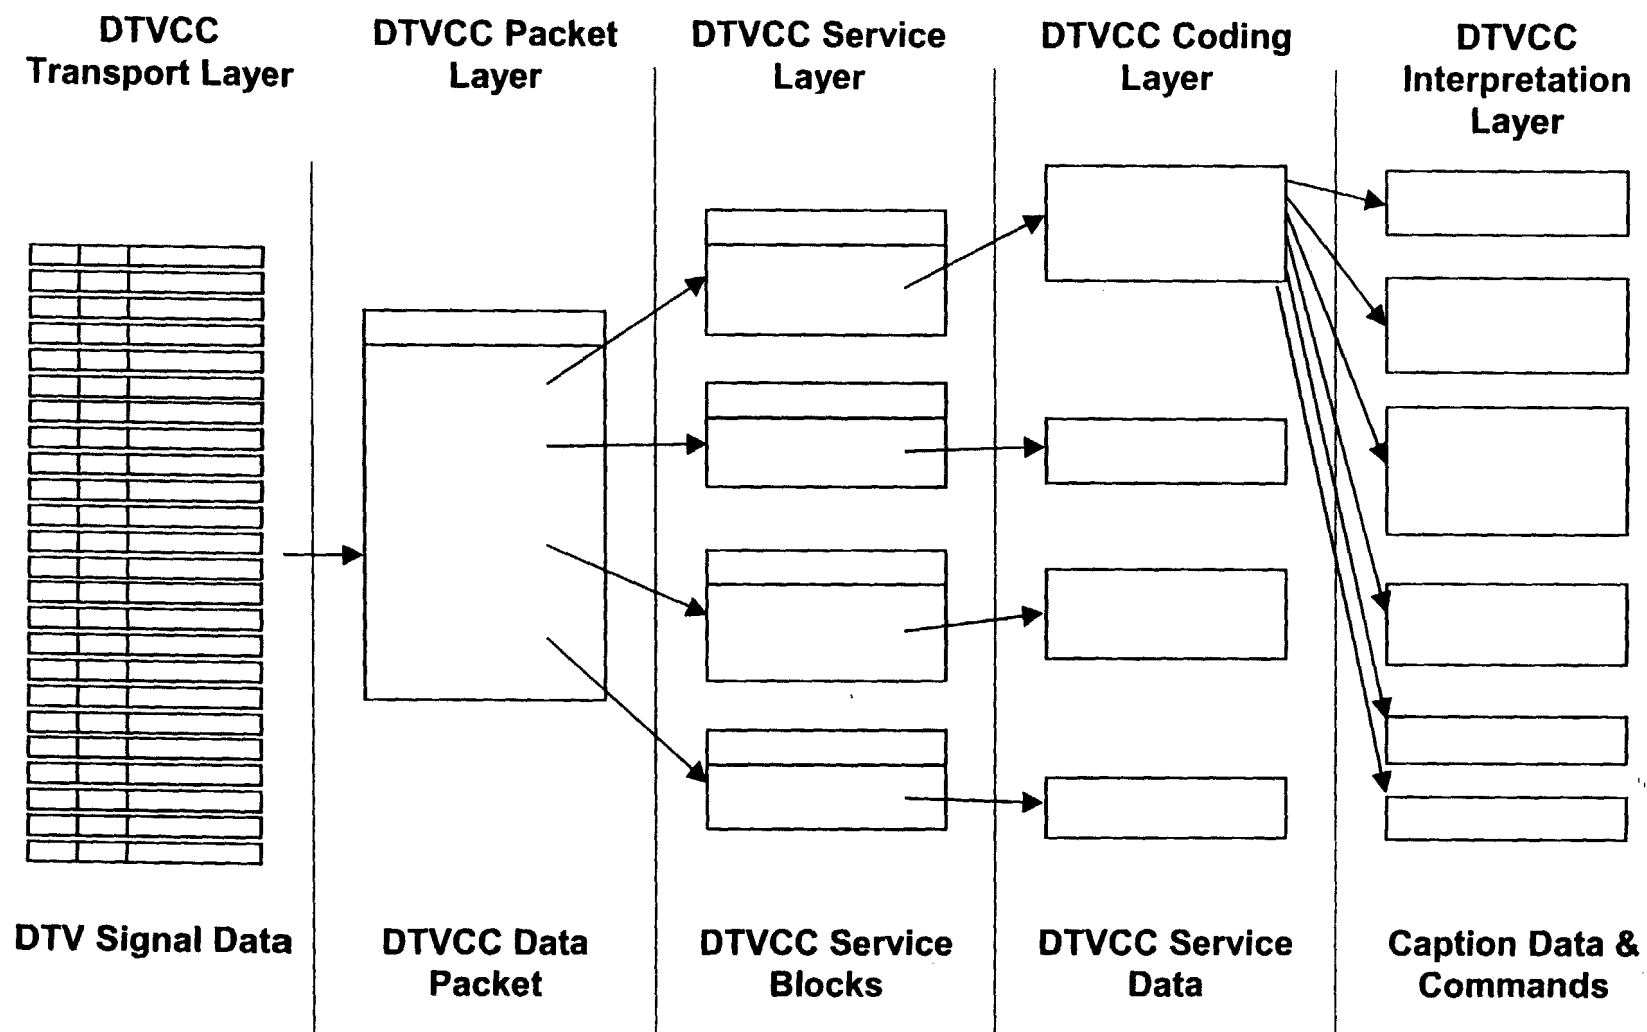 DTVCC
Transport Layer
DTVCC Packet
Layer
DTVCC Service
Layer
DTVCC Coding
Layer
DTVCC
Interpretation
Layer
DTV Signal Data
DTVCC Data
Packet
DTVCC Service
Blocks
DTVCC Service
Data
Caption Data &
Commands